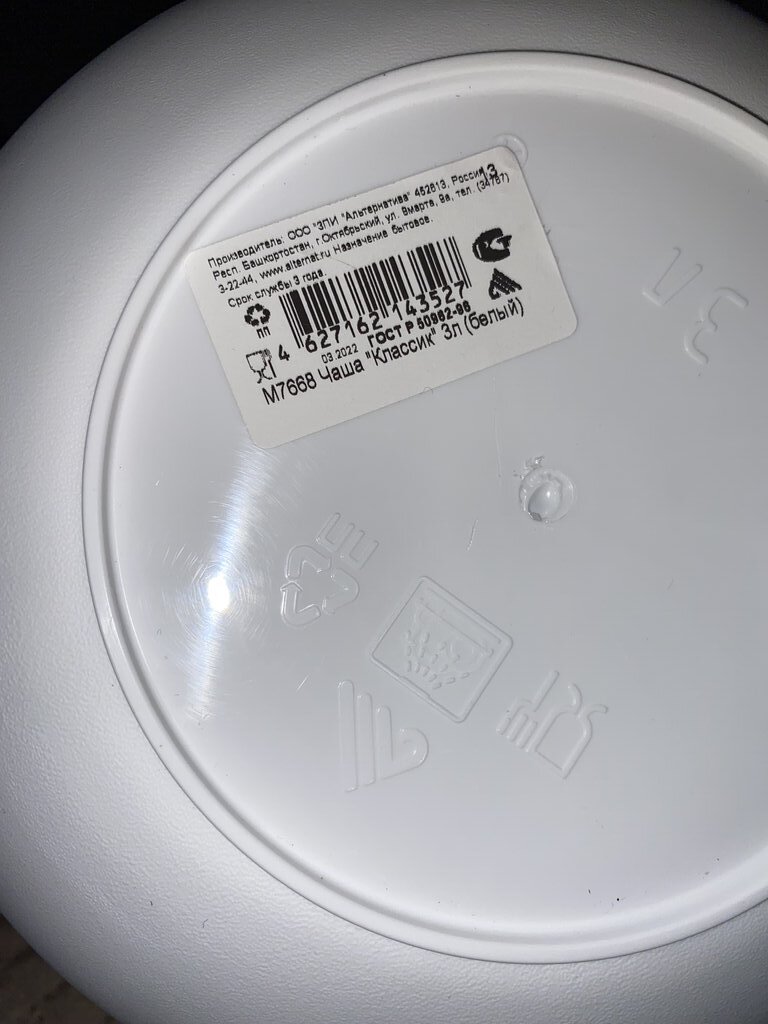 Производитель: ООО "ЗПИ "Альтернатива" 452613, Россия,
13
Респ. Башкортостан, г.Октябрьский, ул. 8марта, 9а, тел. (34767)
3-22-44, www.alternat.ru Назначение бытовое.
Срок службы 3 года.
ПП
4 627162 143527
03.2022 ГОСТ Р 50962-96
М7668 Чаша "Классик" 3л (белый)
3 Л